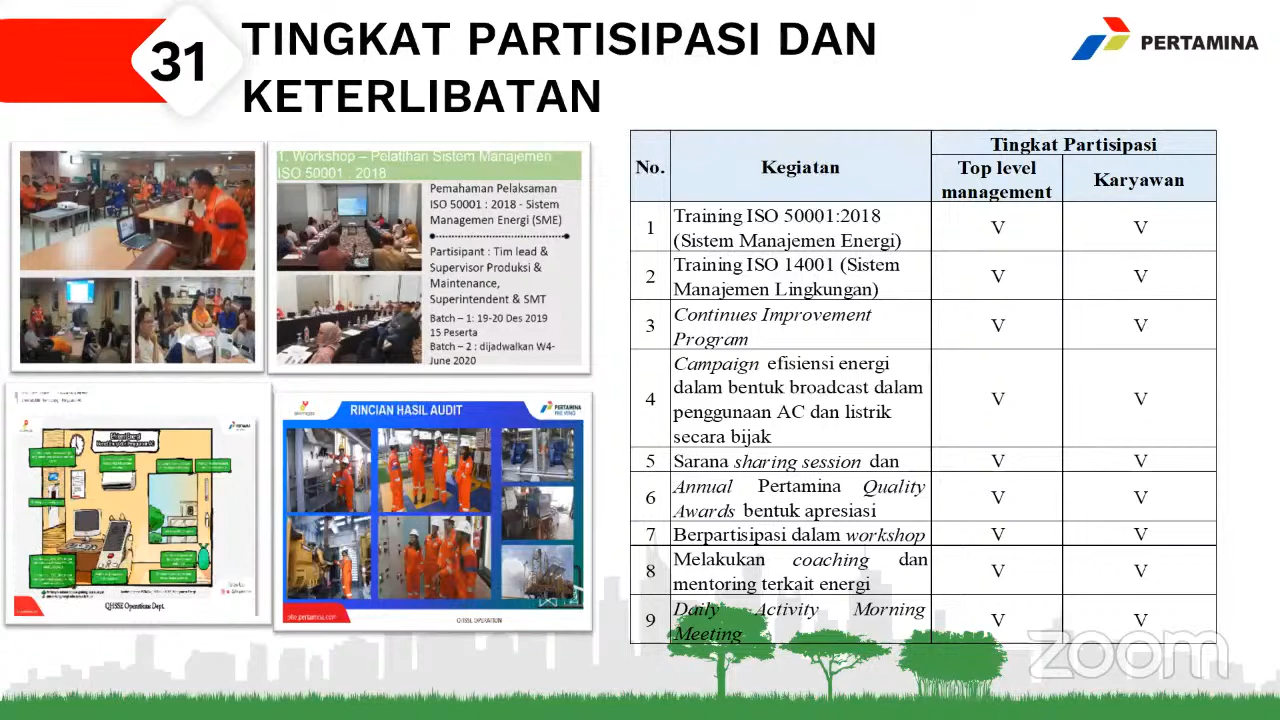 31
TINGKAT PARTISIPASI DAN
KETERLIBATAN
PERTAMINA
1. Workshop – Pelatihan Sistem Manajemen
ISO 50001 : 2018
Pemahaman Pelaksaman
ISO 50001 : 2018 - Sistem
Managemen Energi (SME)
Partisipant : Tim lead &
Supervisor Produksi &
Maintenance,
Superintendent & SMT
Batch – 1: 19-20 Des 2019
15 Peserta
Batch – 2 : dijadwalkan W4-
June 2020
QHSSE Operations Dept.
RINCIAN HASIL AUDIT
PERTAMINA
QHSSE OPERATION
No.
Kegiatan
Tingkat Partisipasi
Top level
management
Karyawan
1
Training ISO 50001:2018
(Sistem Manajemen Energi)
V
V
2
Training ISO 14001 (Sistem
Manajemen Lingkungan)
V
V
3
Continues Improvement
Program
V
V
4
Campaign efisiensi energi
dalam bentuk broadcast dalam
penggunaan AC dan listrik
secara bijak
V
V
5
Sarana sharing session dan
V
V
6
Annual Pertamina Quality
Awards bentuk apresiasi
V
V
7
Berpartisipasi dalam workshop
V
V
8
Melakukan coaching dan
mentoring terkait energi
V
V
9
Daily Activity Morning
Meeting
V
V
zoom